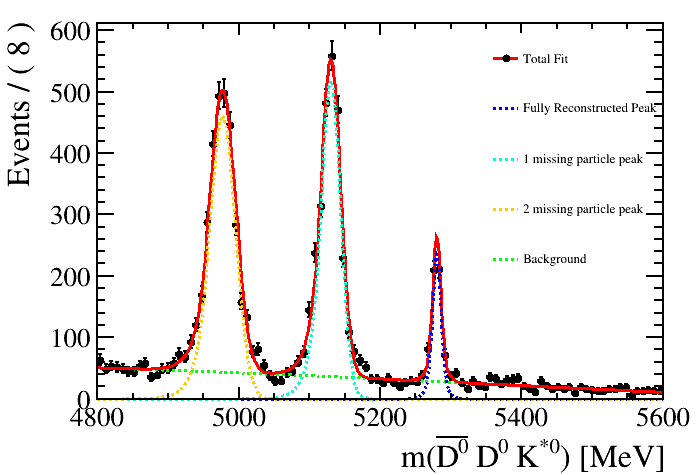 Events / ( 8 )
600
500
400
300
200
100
0
Total Fit
Fully Reconstructed Peak
1 missing particle peak
2 missing particle peak
Background
4800 5000 5200 5400 5600
m(D̅⁰ D⁰ K*⁰) [MeV]